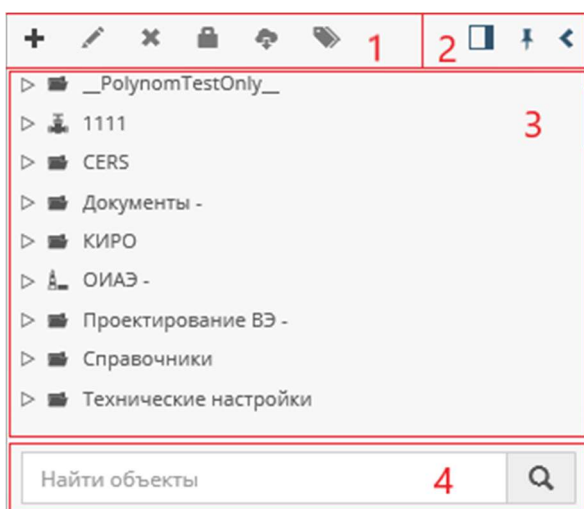 1 2
__PolynomTestOnly__
3
1111
CERS
Документы -
КИРО
ОИАЭ -
Проектирование ВЭ -
Справочники
Технические настройки
Найти объекты 4